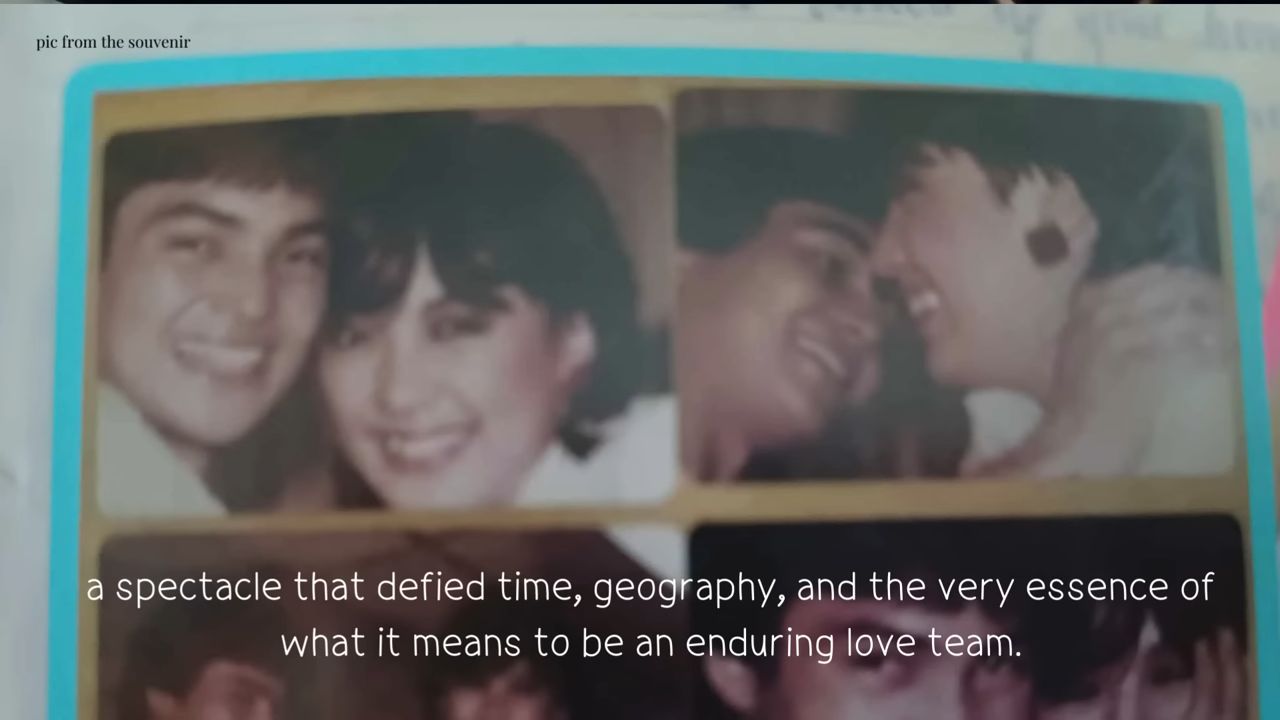 pic from the souvenir
a spectacle that defied time, geography, and the very essence of
what it means to be an enduring love team.